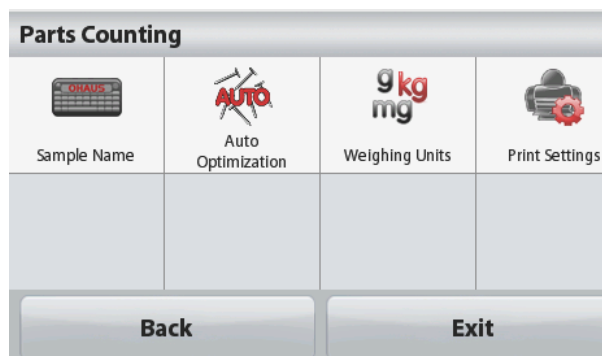 Parts Counting
OHAUS
AUTO
g kg
mg
Sample Name
Auto
Optimization
Weighing Units
Print Settings
Back
Exit